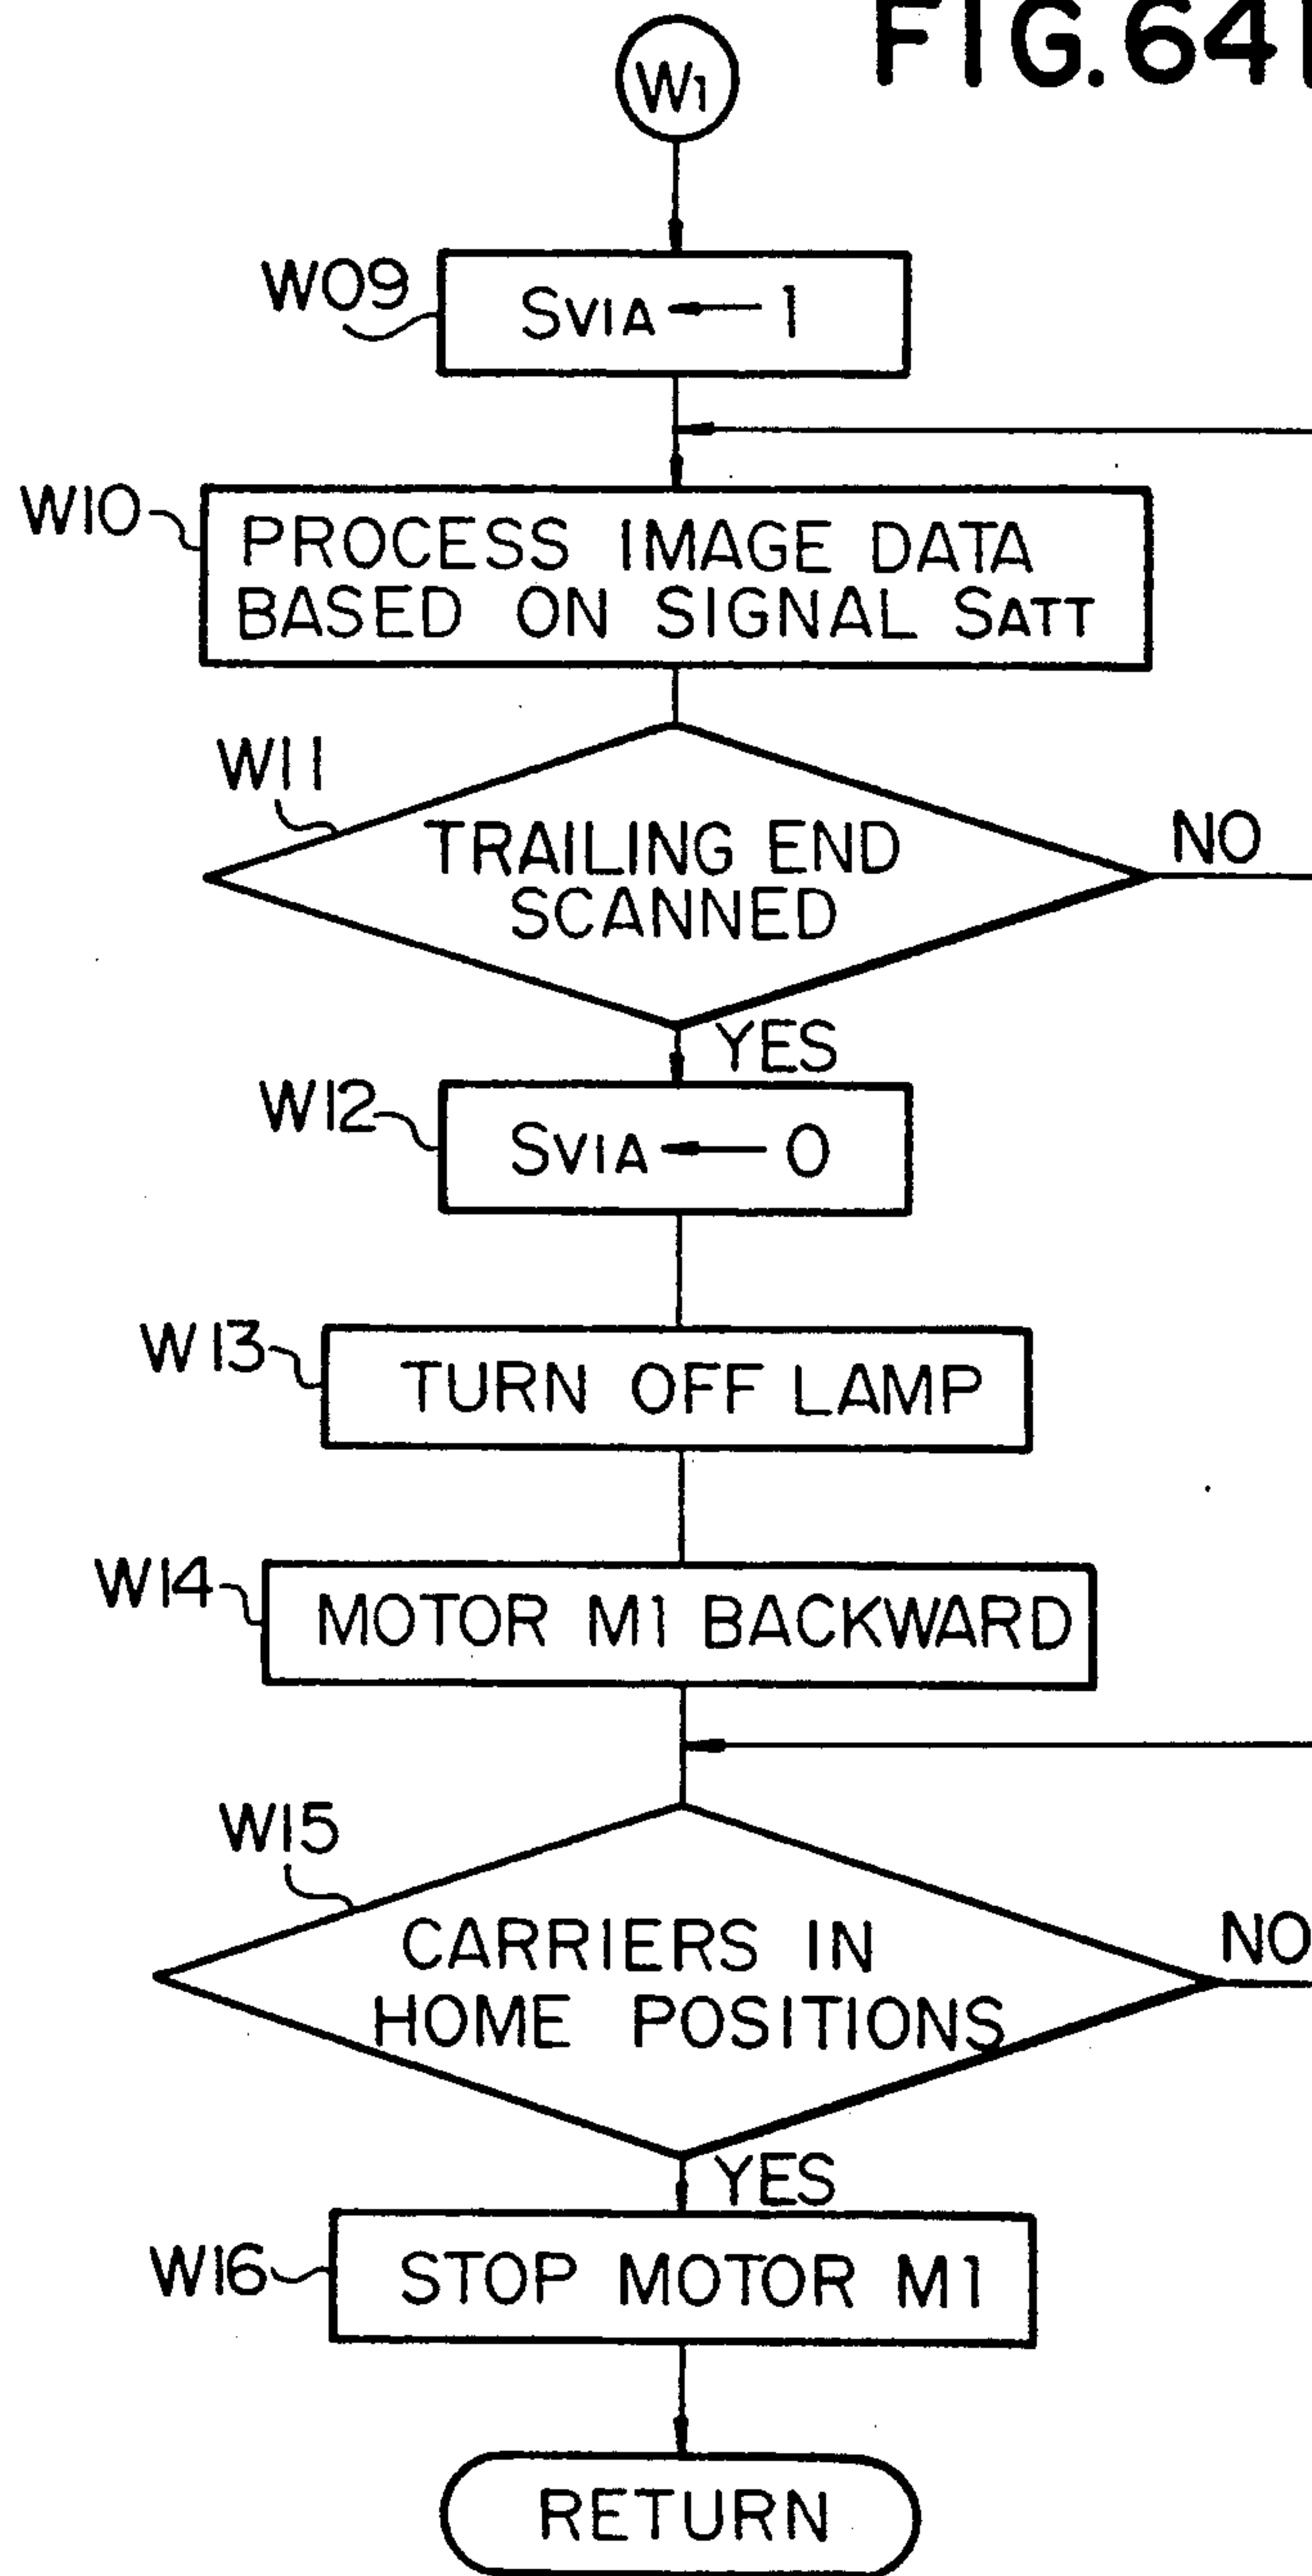 FIG. 64
W1
W09
SVIA ← 1
W10
PROCESS IMAGE DATA
BASED ON SIGNAL SATT
W11
TRAILING END
SCANNED
NO
YES
W12
SVIA ← 0
W13
TURN OFF LAMP
W14
MOTOR M1 BACKWARD
W15
CARRIERS IN
HOME POSITIONS
NO
YES
W16
STOP MOTOR M1
RETURN